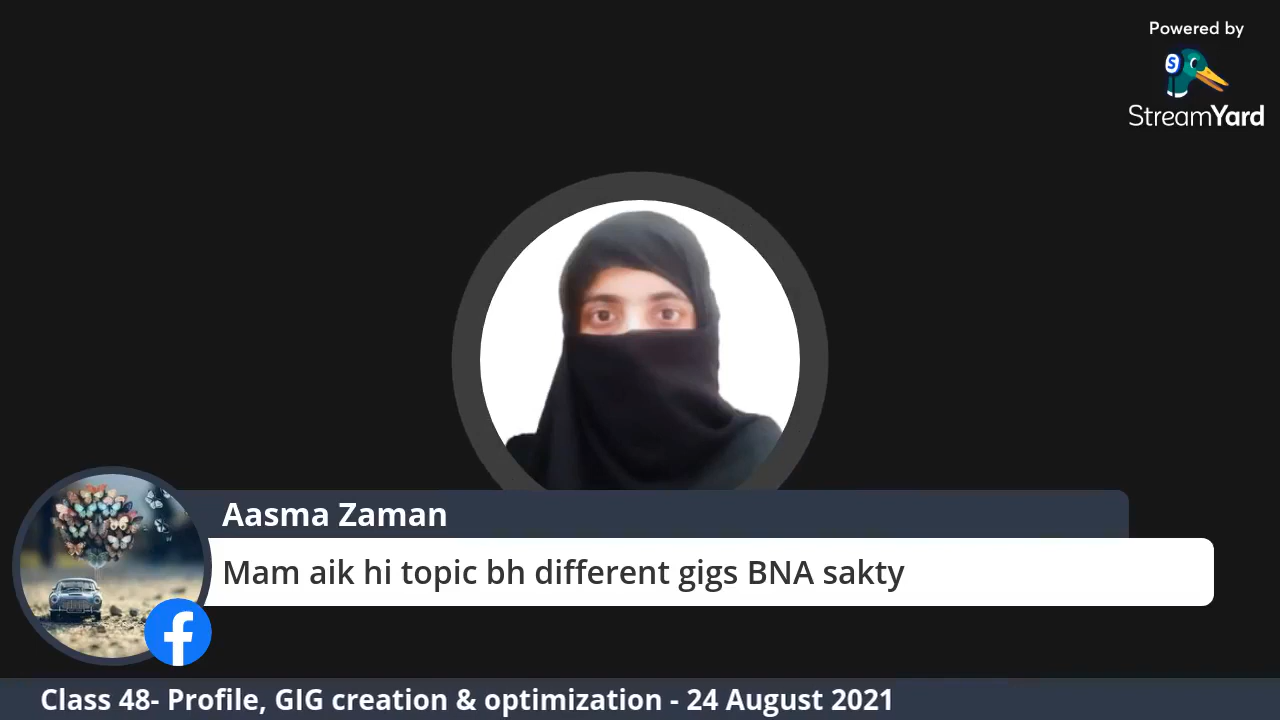 Powered by
S
StreamYard
Aasma Zaman
Mam aik hi topic bh different gigs BNA sakty
Class 48- Profile, GIG creation & optimization - 24 August 2021